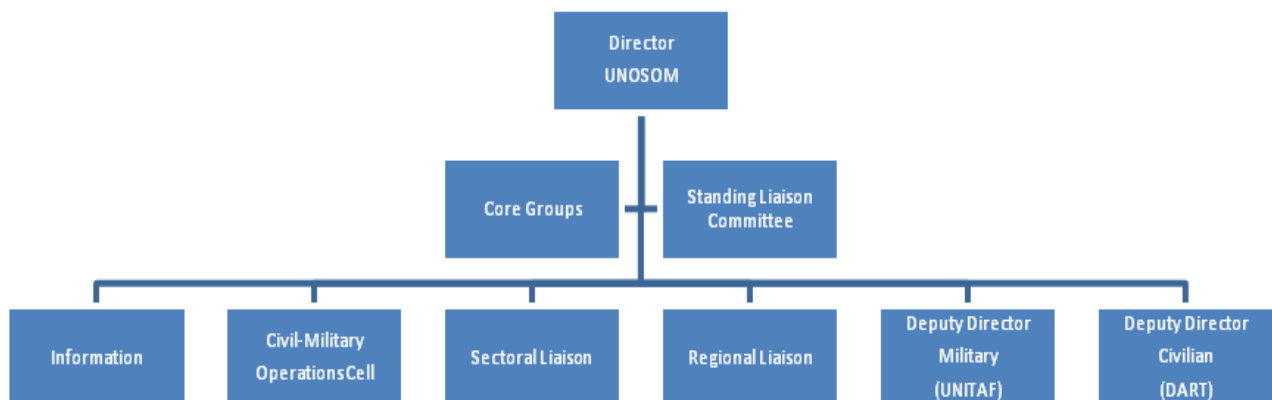 Director
UNOSOM
Core Groups
Standing Liaison
Committee
Information
Civil-Military
Operations Cell
Sectoral Liaison
Regional Liaison
Deputy Director
Military
(UNITAF)
Deputy Director
Civilian
(DART)